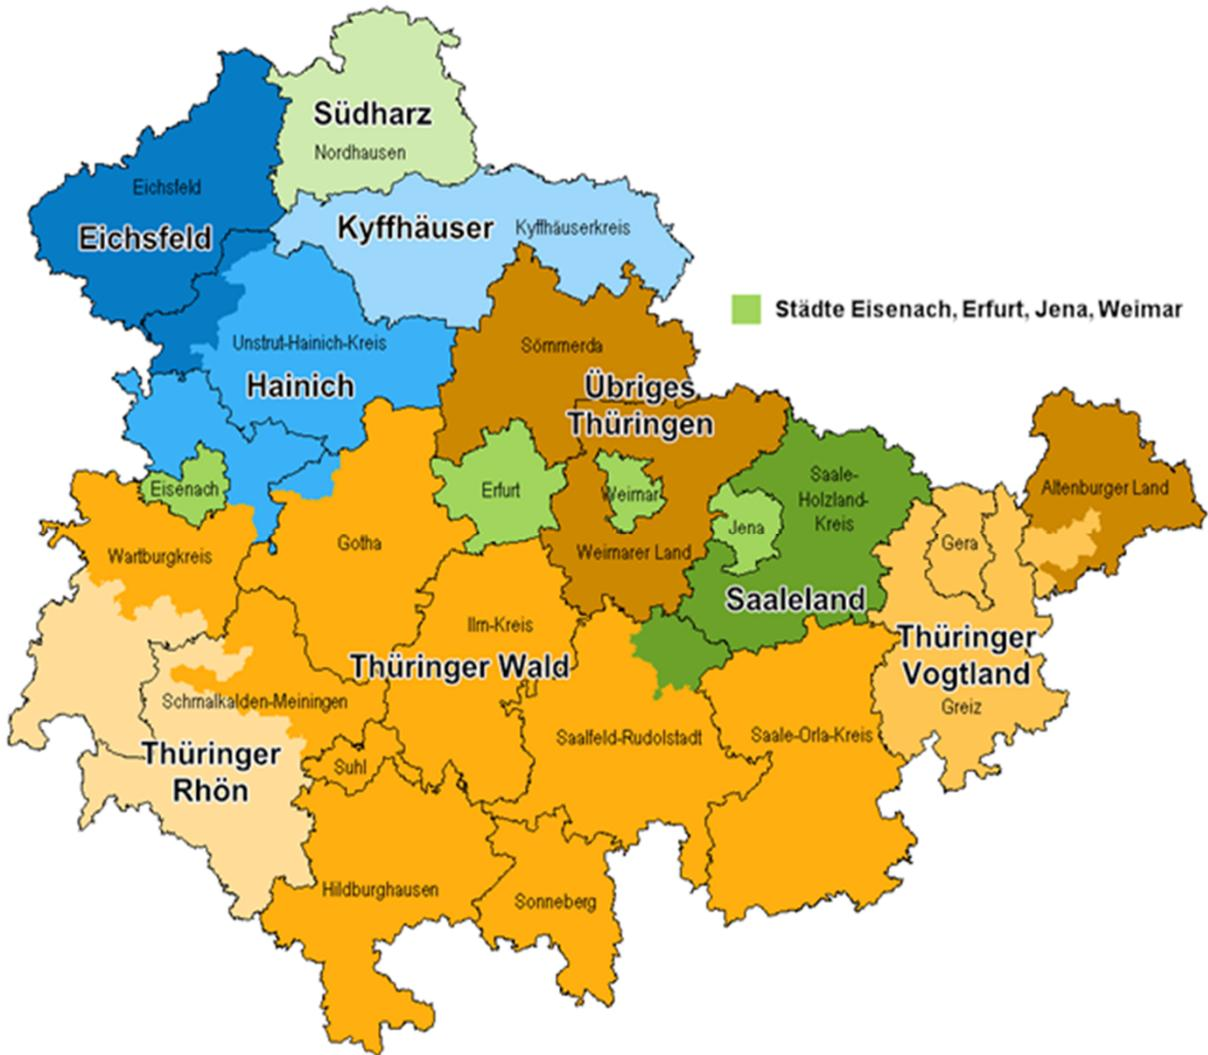 Südharz
Nordhausen
Eichsfeld
Eichsfeld
Kyffhäuser
Kyffhäuserkreis
Städte Eisenach, Erfurt, Jena, Weimar
Unstrut-Hainich-Kreis
Hainich
Sömmerda
Übriges
Thüringen
Eisenach
Erfurt
Weimar
Jena
Saale-
Holzland-
Kreis
Altenburger Land
Wartburgkreis
Gotha
Weimarer Land
Gera
Saaleland
Ilm-Kreis
Thüringer Wald
Thüringer
Vogtland
Greiz
Schmalkalden-Meiningen
Saalfeld-Rudolstadt
Saale-Orla-Kreis
Thüringer
Rhön
Suhl
Hildburghausen
Sonneberg